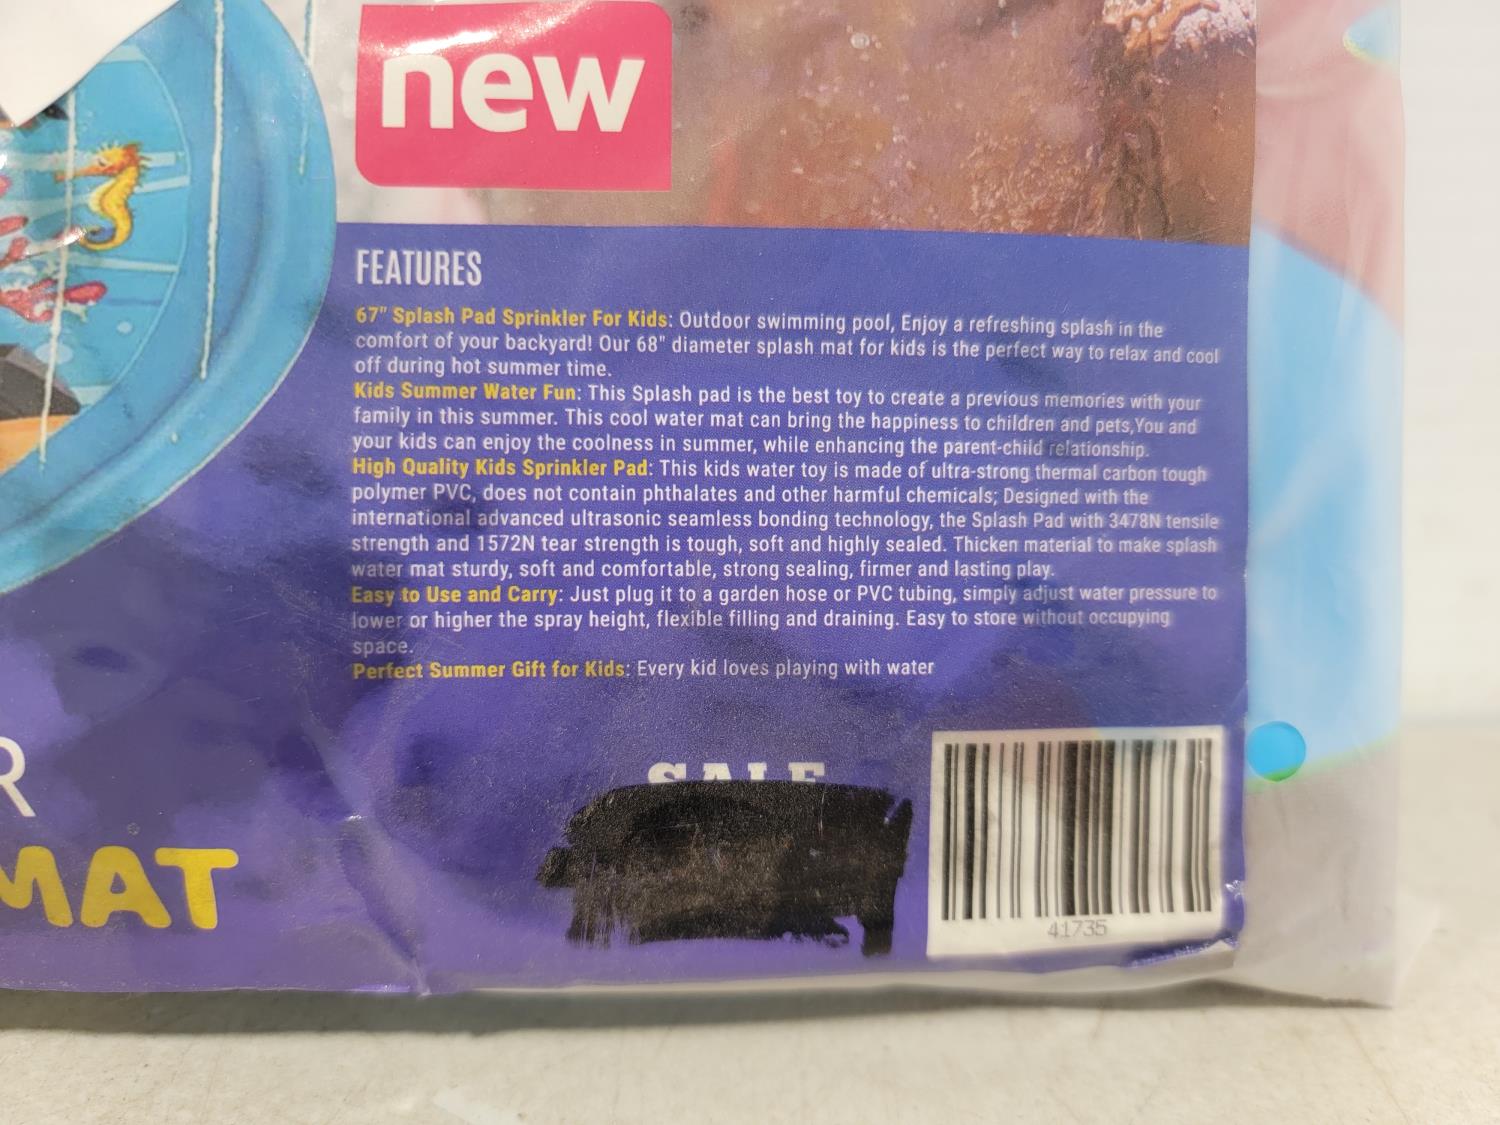 new
FEATURES
67" Splash Pad Sprinkler For Kids: Outdoor swimming pool, Enjoy a refreshing splash in the
comfort of your backyard! Our 68" diameter splash mat for kids is the perfect way to relax and cool
off during hot summer time.
Kids Summer Water Fun: This Splash pad is the best toy to create a previous memories with your
family in this summer. This cool water mat can bring the happiness to children and pets,You and
your kids can enjoy the coolness in summer, while enhancing the parent-child relationship.
High Quality Kids Sprinkler Pad: This kids water toy is made of ultra-strong thermal carbon tough
polymer PVC, does not contain phthalates and other harmful chemicals; Designed with the
international advanced ultrasonic seamless bonding technology, the Splash Pad with 3478N tensile
strength and 1572N tear strength is tough, soft and highly sealed. Thicken material to make splash
water mat sturdy, soft and comfortable, strong sealing, firmer and lasting play.
Easy to Use and Carry: Just plug it to a garden hose or PVC tubing, simply adjust water pressure to
lower or higher the spray height, flexible filling and draining. Easy to store without occupying
space.
Perfect Summer Gift for Kids: Every kid loves playing with water
SALE
R
MAT
41735